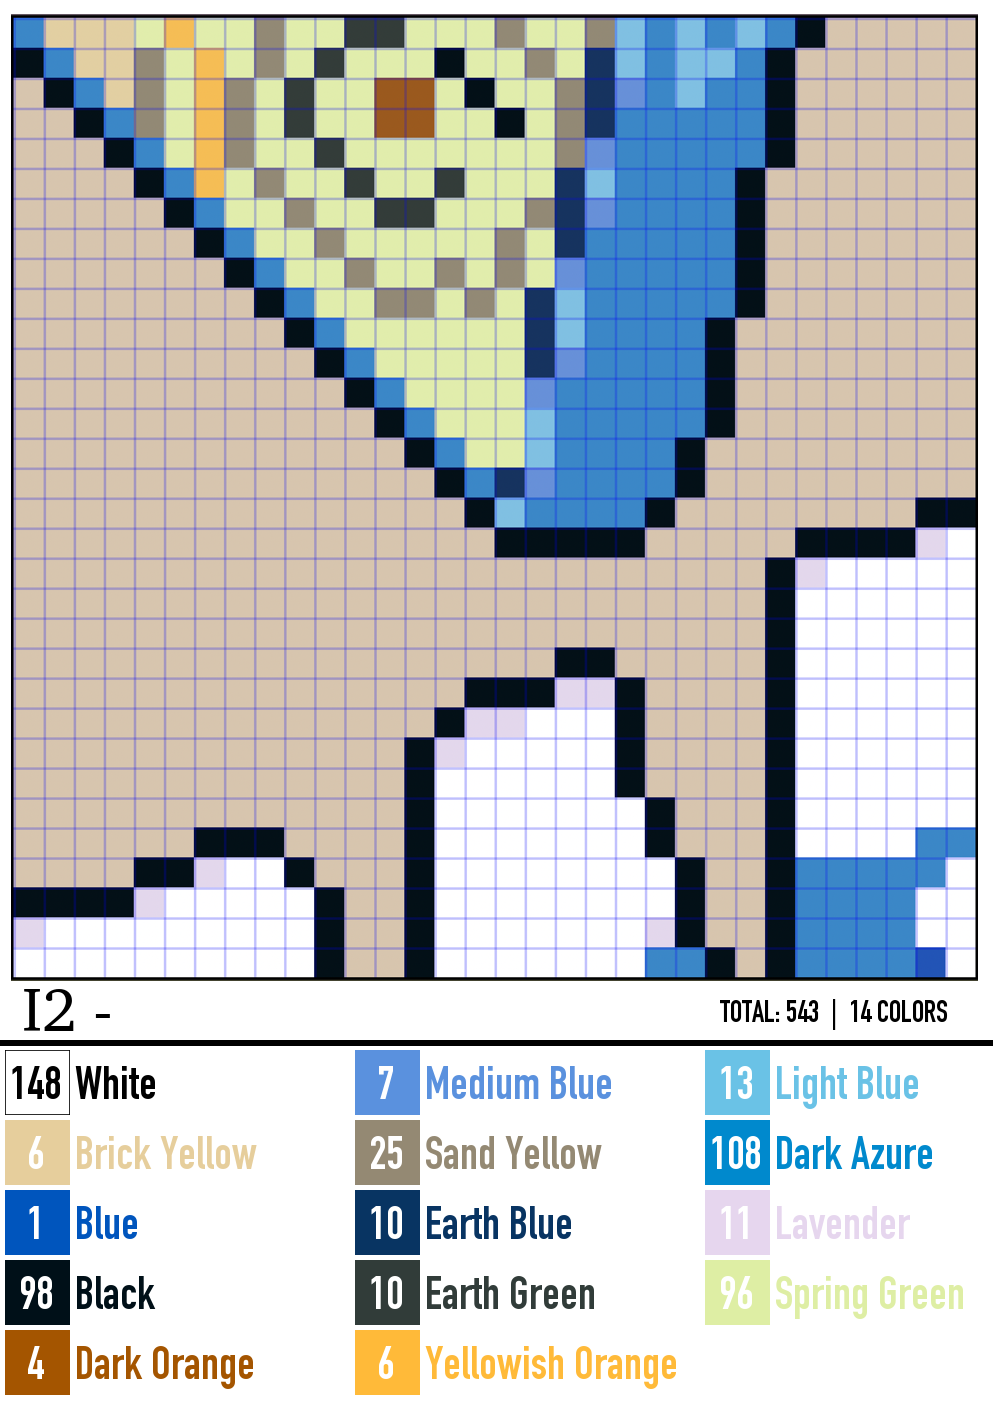 I2 -
TOTAL: 543 | 14 COLORS
148 White
7 Medium Blue
13 Light Blue
6 Brick Yellow
25 Sand Yellow
108 Dark Azure
1 Blue
10 Earth Blue
11 Lavender
98 Black
10 Earth Green
96 Spring Green
4 Dark Orange
6 Yellowish Orange